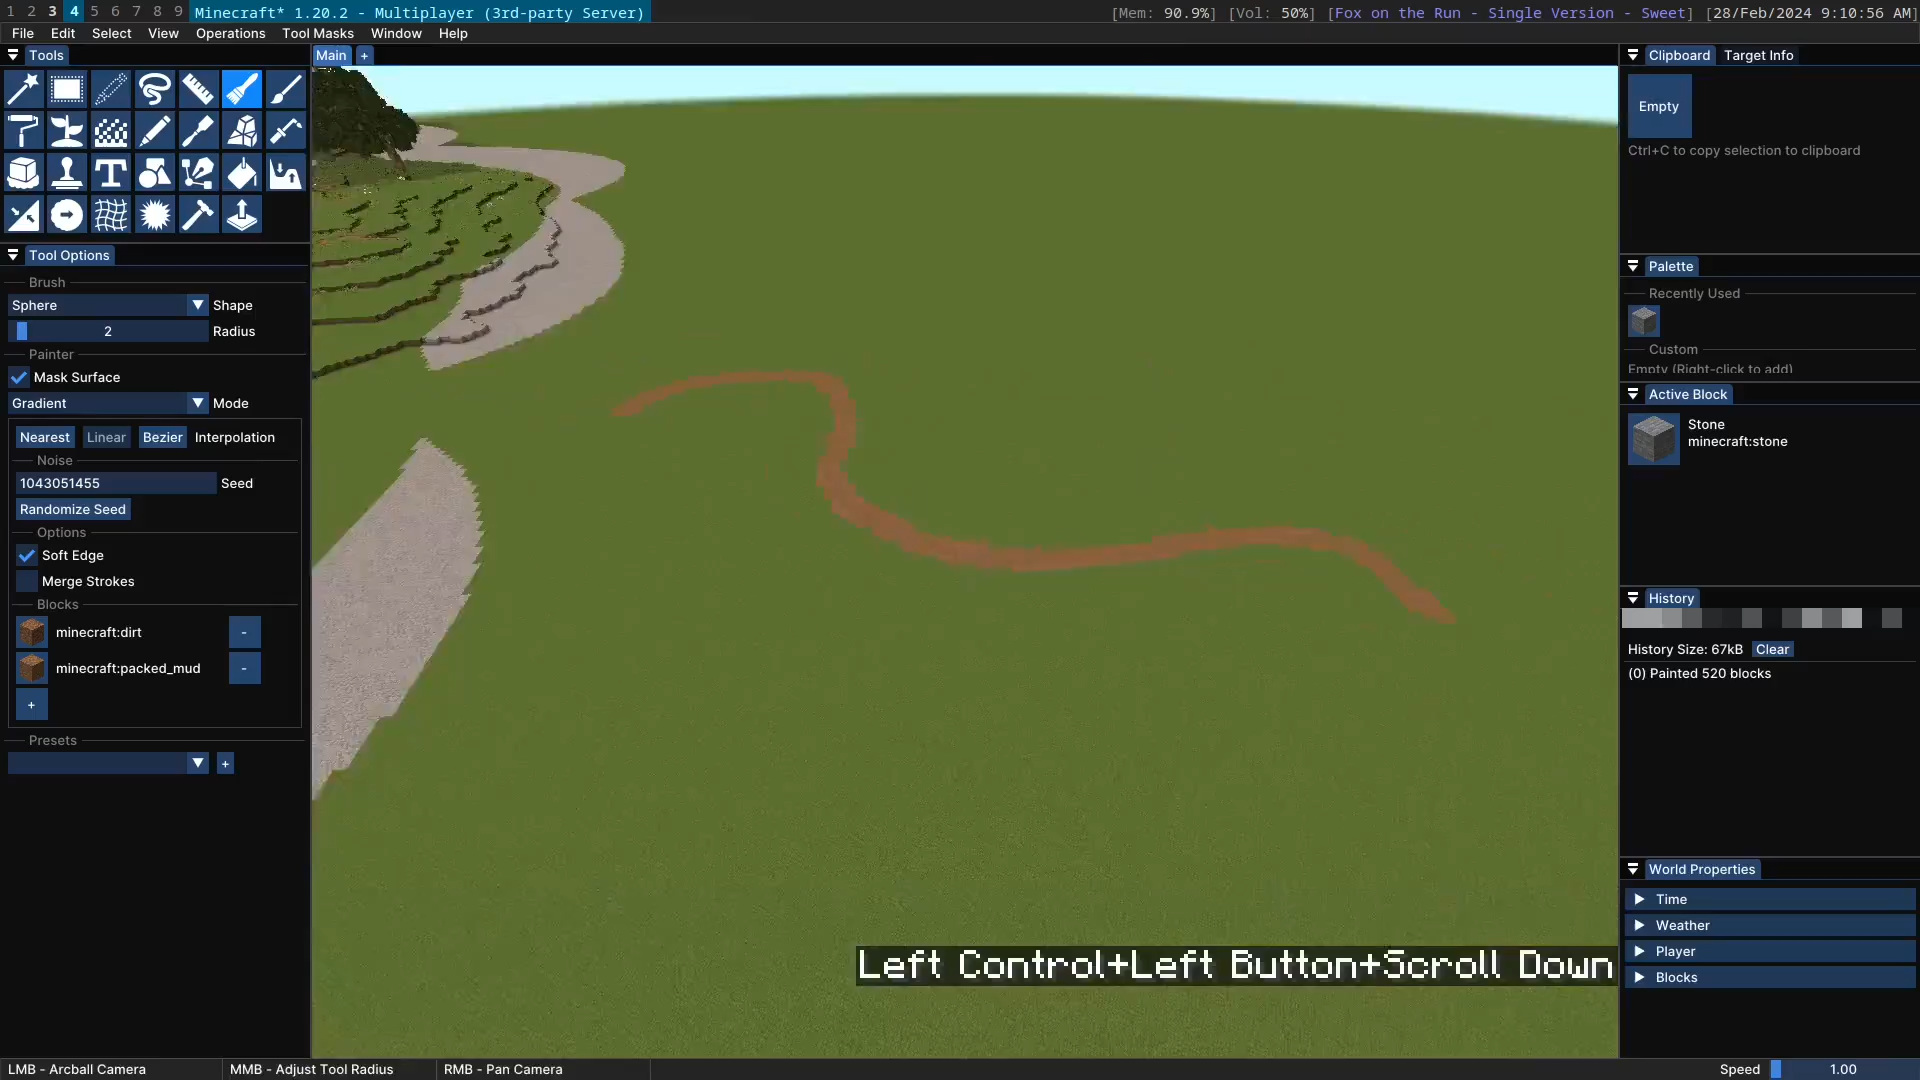 1 2 3 4 5 6 7 8 9 Minecraft* 1.20.2 - Multiplayer (3rd-party Server) [Mem: 90.9%] [Vol: 50%] [Fox on the Run - Single Version - Sweet] [28/Feb/2024 9:10:56 AM]
File Edit Select View Operations Tool Masks Window Help
Tools
Main +
Tool Options
Brush
Sphere Shape
2 Radius
Painter
Mask Surface
Gradient Mode
Nearest Linear Bezier Interpolation
Noise
1043051455 Seed
Randomize Seed
Options
Soft Edge
Merge Strokes
Blocks
minecraft:dirt -
minecraft:packed_mud -
+
Presets
+
Left Control+Left Button+Scroll Down
Clipboard Target Info
Empty
Ctrl+C to copy selection to clipboard
Palette
Recently Used
Custom
Empty (Right-click to add)
Active Block
Stone
minecraft:stone
History
History Size: 67kB Clear
(0) Painted 520 blocks
World Properties
Time
Weather
Player
Blocks
LMB - Arcball Camera MMB - Adjust Tool Radius RMB - Pan Camera Speed 1.00